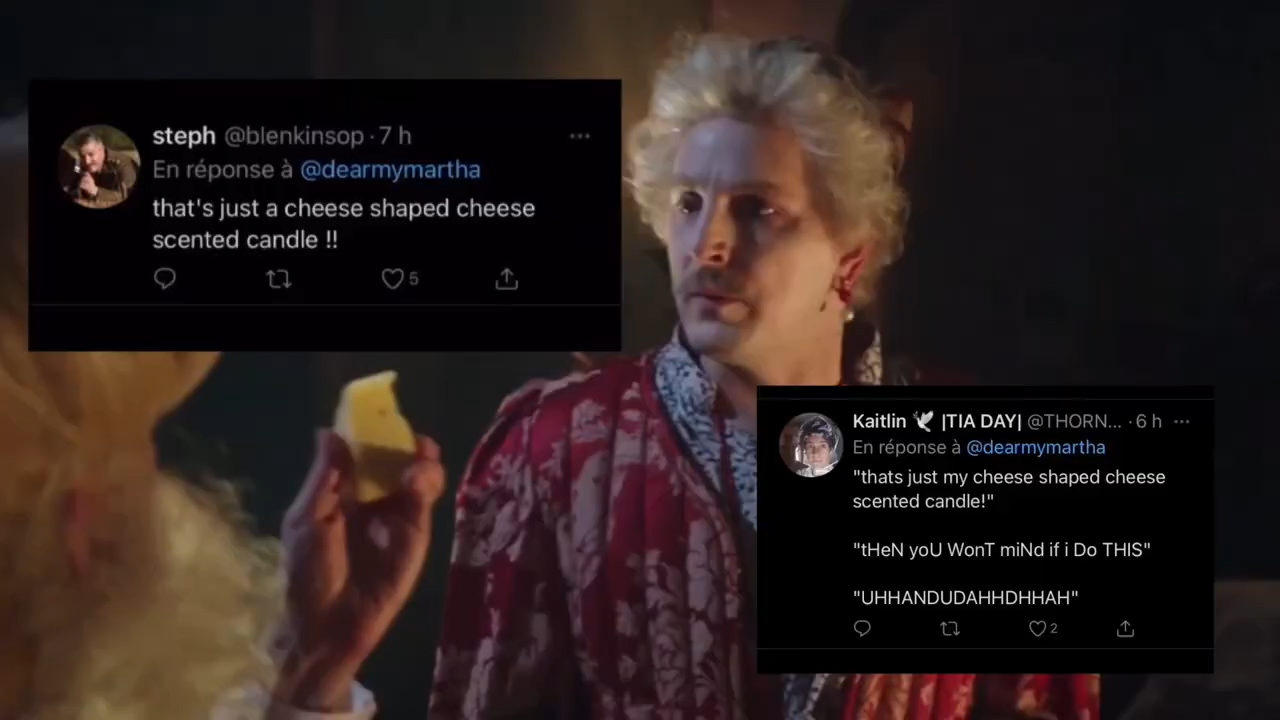 steph @blenkinsop · 7 h
En réponse à @dearmymartha
that's just a cheese shaped cheese
scented candle !!
5
Kaitlin 🕊 |TIA DAY| @THORN... · 6 h
En réponse à @dearmymartha
"thats just my cheese shaped cheese
scented candle!"
"tHeN yoU WonT miNd if i Do THIS"
"UHHANDUDAHHDHHAH"
2